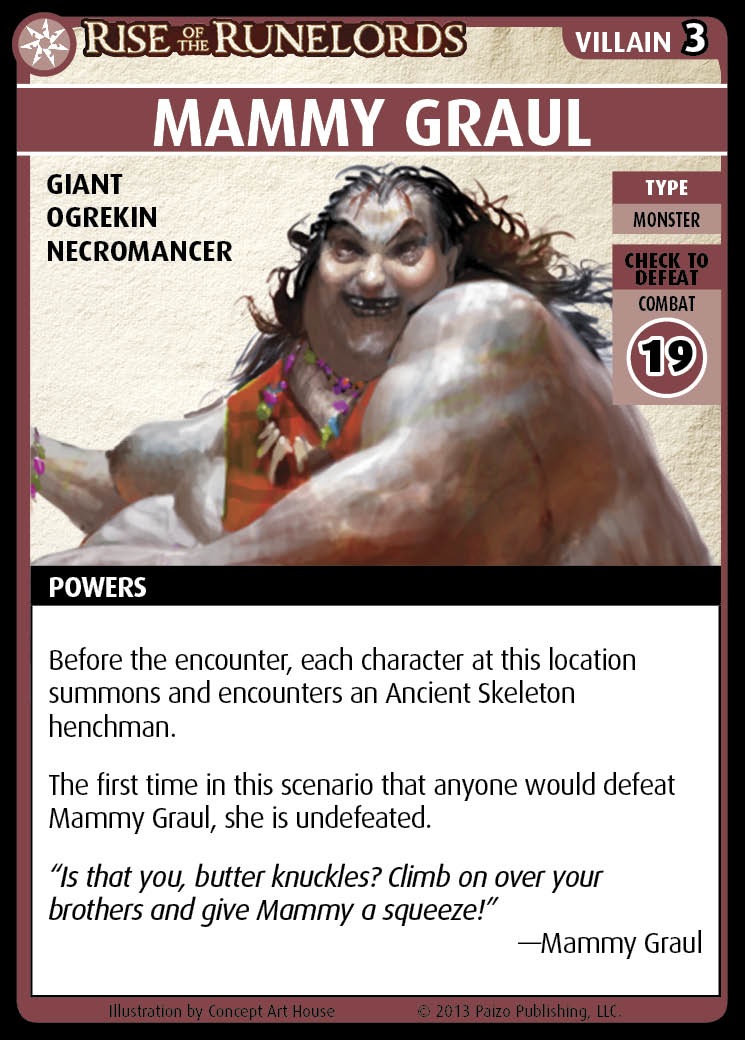 RISE OF THE RUNELORDS
VILLAIN 3
MAMMY GRAUL
GIANT
OGREKIN
NECROMANCER
TYPE
MONSTER
CHECK TO
DEFEAT
COMBAT
19
POWERS
Before the encounter, each character at this location
summons and encounters an Ancient Skeleton
henchman.
The first time in this scenario that anyone would defeat
Mammy Graul, she is undefeated.
“Is that you, butter knuckles? Climb on over your
brothers and give Mammy a squeeze!”
—Mammy Graul
Illustration by Concept Art House
© 2013 Paizo Publishing, LLC.